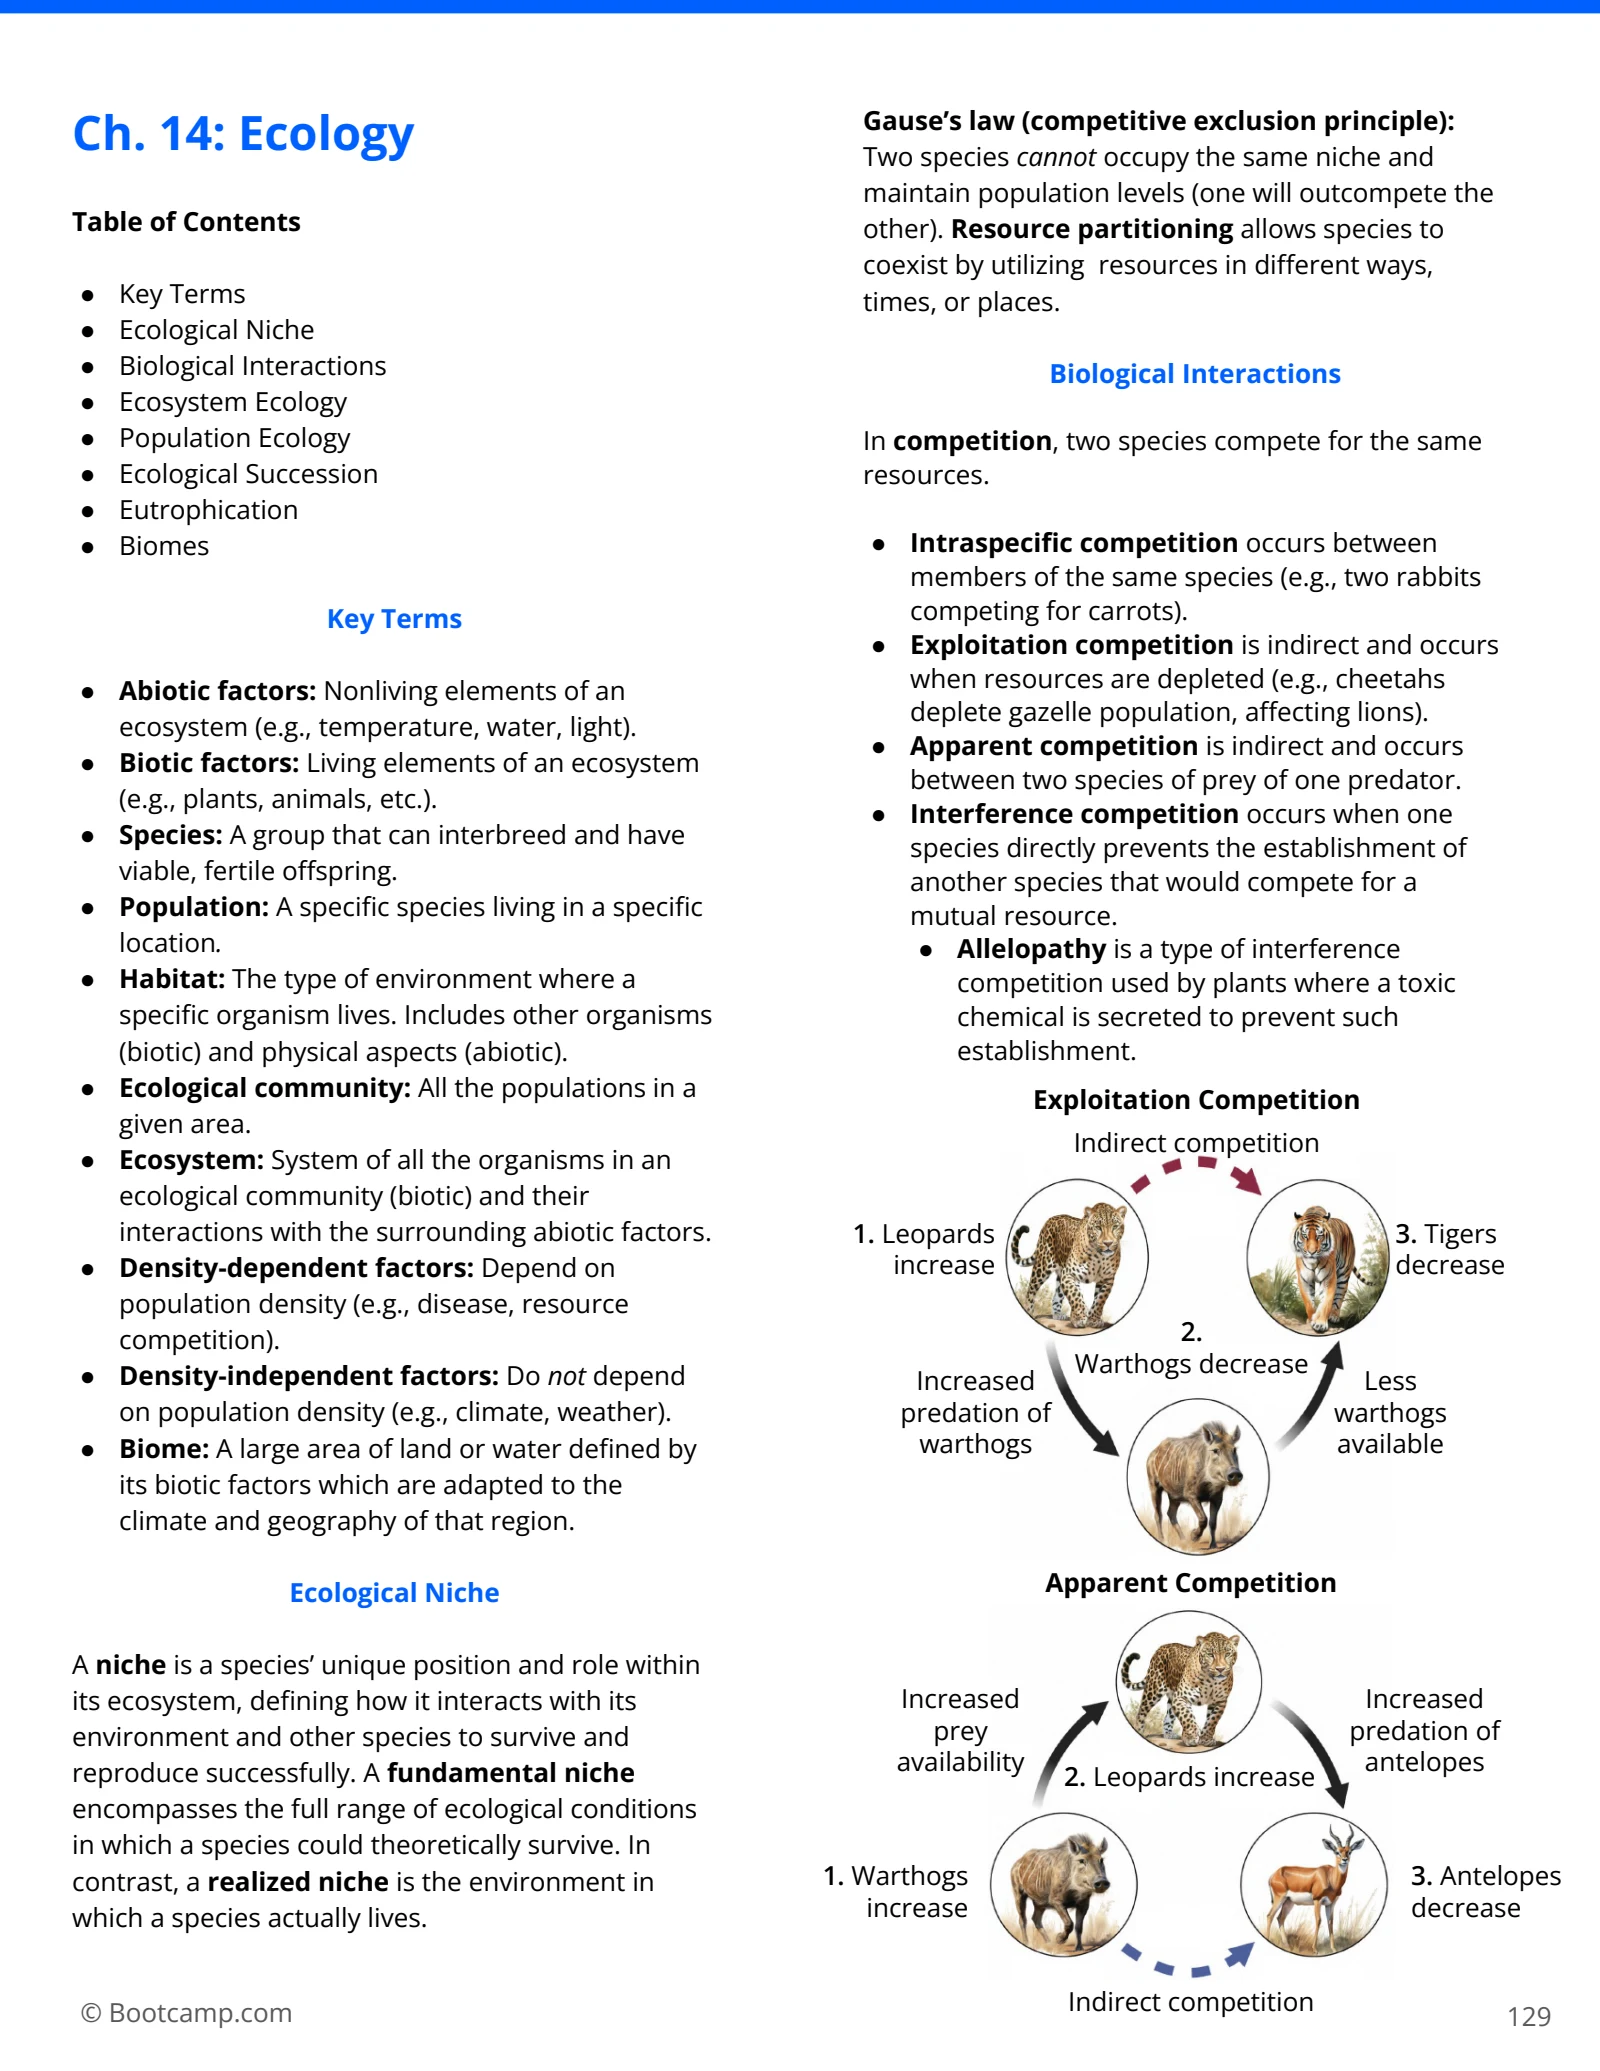 Ch. 14: Ecology
Table of Contents
● Key Terms
● Ecological Niche
● Biological Interactions
● Ecosystem Ecology
● Population Ecology
● Ecological Succession
● Eutrophication
● Biomes
Key Terms
● Abiotic factors: Nonliving elements of an
ecosystem (e.g., temperature, water, light).
● Biotic factors: Living elements of an ecosystem
(e.g., plants, animals, etc.).
● Species: A group that can interbreed and have
viable, fertile offspring.
● Population: A specific species living in a specific
location.
● Habitat: The type of environment where a
specific organism lives. Includes other organisms
(biotic) and physical aspects (abiotic).
● Ecological community: All the populations in a
given area.
● Ecosystem: System of all the organisms in an
ecological community (biotic) and their
interactions with the surrounding abiotic factors.
● Density-dependent factors: Depend on
population density (e.g., disease, resource
competition).
● Density-independent factors: Do not depend
on population density (e.g., climate, weather).
● Biome: A large area of land or water defined by
its biotic factors which are adapted to the
climate and geography of that region.
Ecological Niche
A niche is a species’ unique position and role within
its ecosystem, defining how it interacts with its
environment and other species to survive and
reproduce successfully. A fundamental niche
encompasses the full range of ecological conditions
in which a species could theoretically survive. In
contrast, a realized niche is the environment in
which a species actually lives.
Gause’s law (competitive exclusion principle):
Two species cannot occupy the same niche and
maintain population levels (one will outcompete the
other). Resource partitioning allows species to
coexist by utilizing  resources in different ways,
times, or places.
Biological Interactions
In competition, two species compete for the same
resources.
● Intraspecific competition occurs between
members of the same species (e.g., two rabbits
competing for carrots).
● Exploitation competition is indirect and occurs
when resources are depleted (e.g., cheetahs
deplete gazelle population, affecting lions).
● Apparent competition is indirect and occurs
between two species of prey of one predator.
● Interference competition occurs when one
species directly prevents the establishment of
another species that would compete for a
mutual resource.
● Allelopathy is a type of interference
competition used by plants where a toxic
chemical is secreted to prevent such
establishment.
Exploitation Competition
Indirect competition
1. Leopards
increase
3. Tigers
decrease
2.
Warthogs decrease
Increased
predation of
warthogs
Less
warthogs
available
Apparent Competition
Increased
prey
availability
Increased
predation of
antelopes
2. Leopards increase
1. Warthogs
increase
3. Antelopes
decrease
Indirect competition
© Bootcamp.com
129